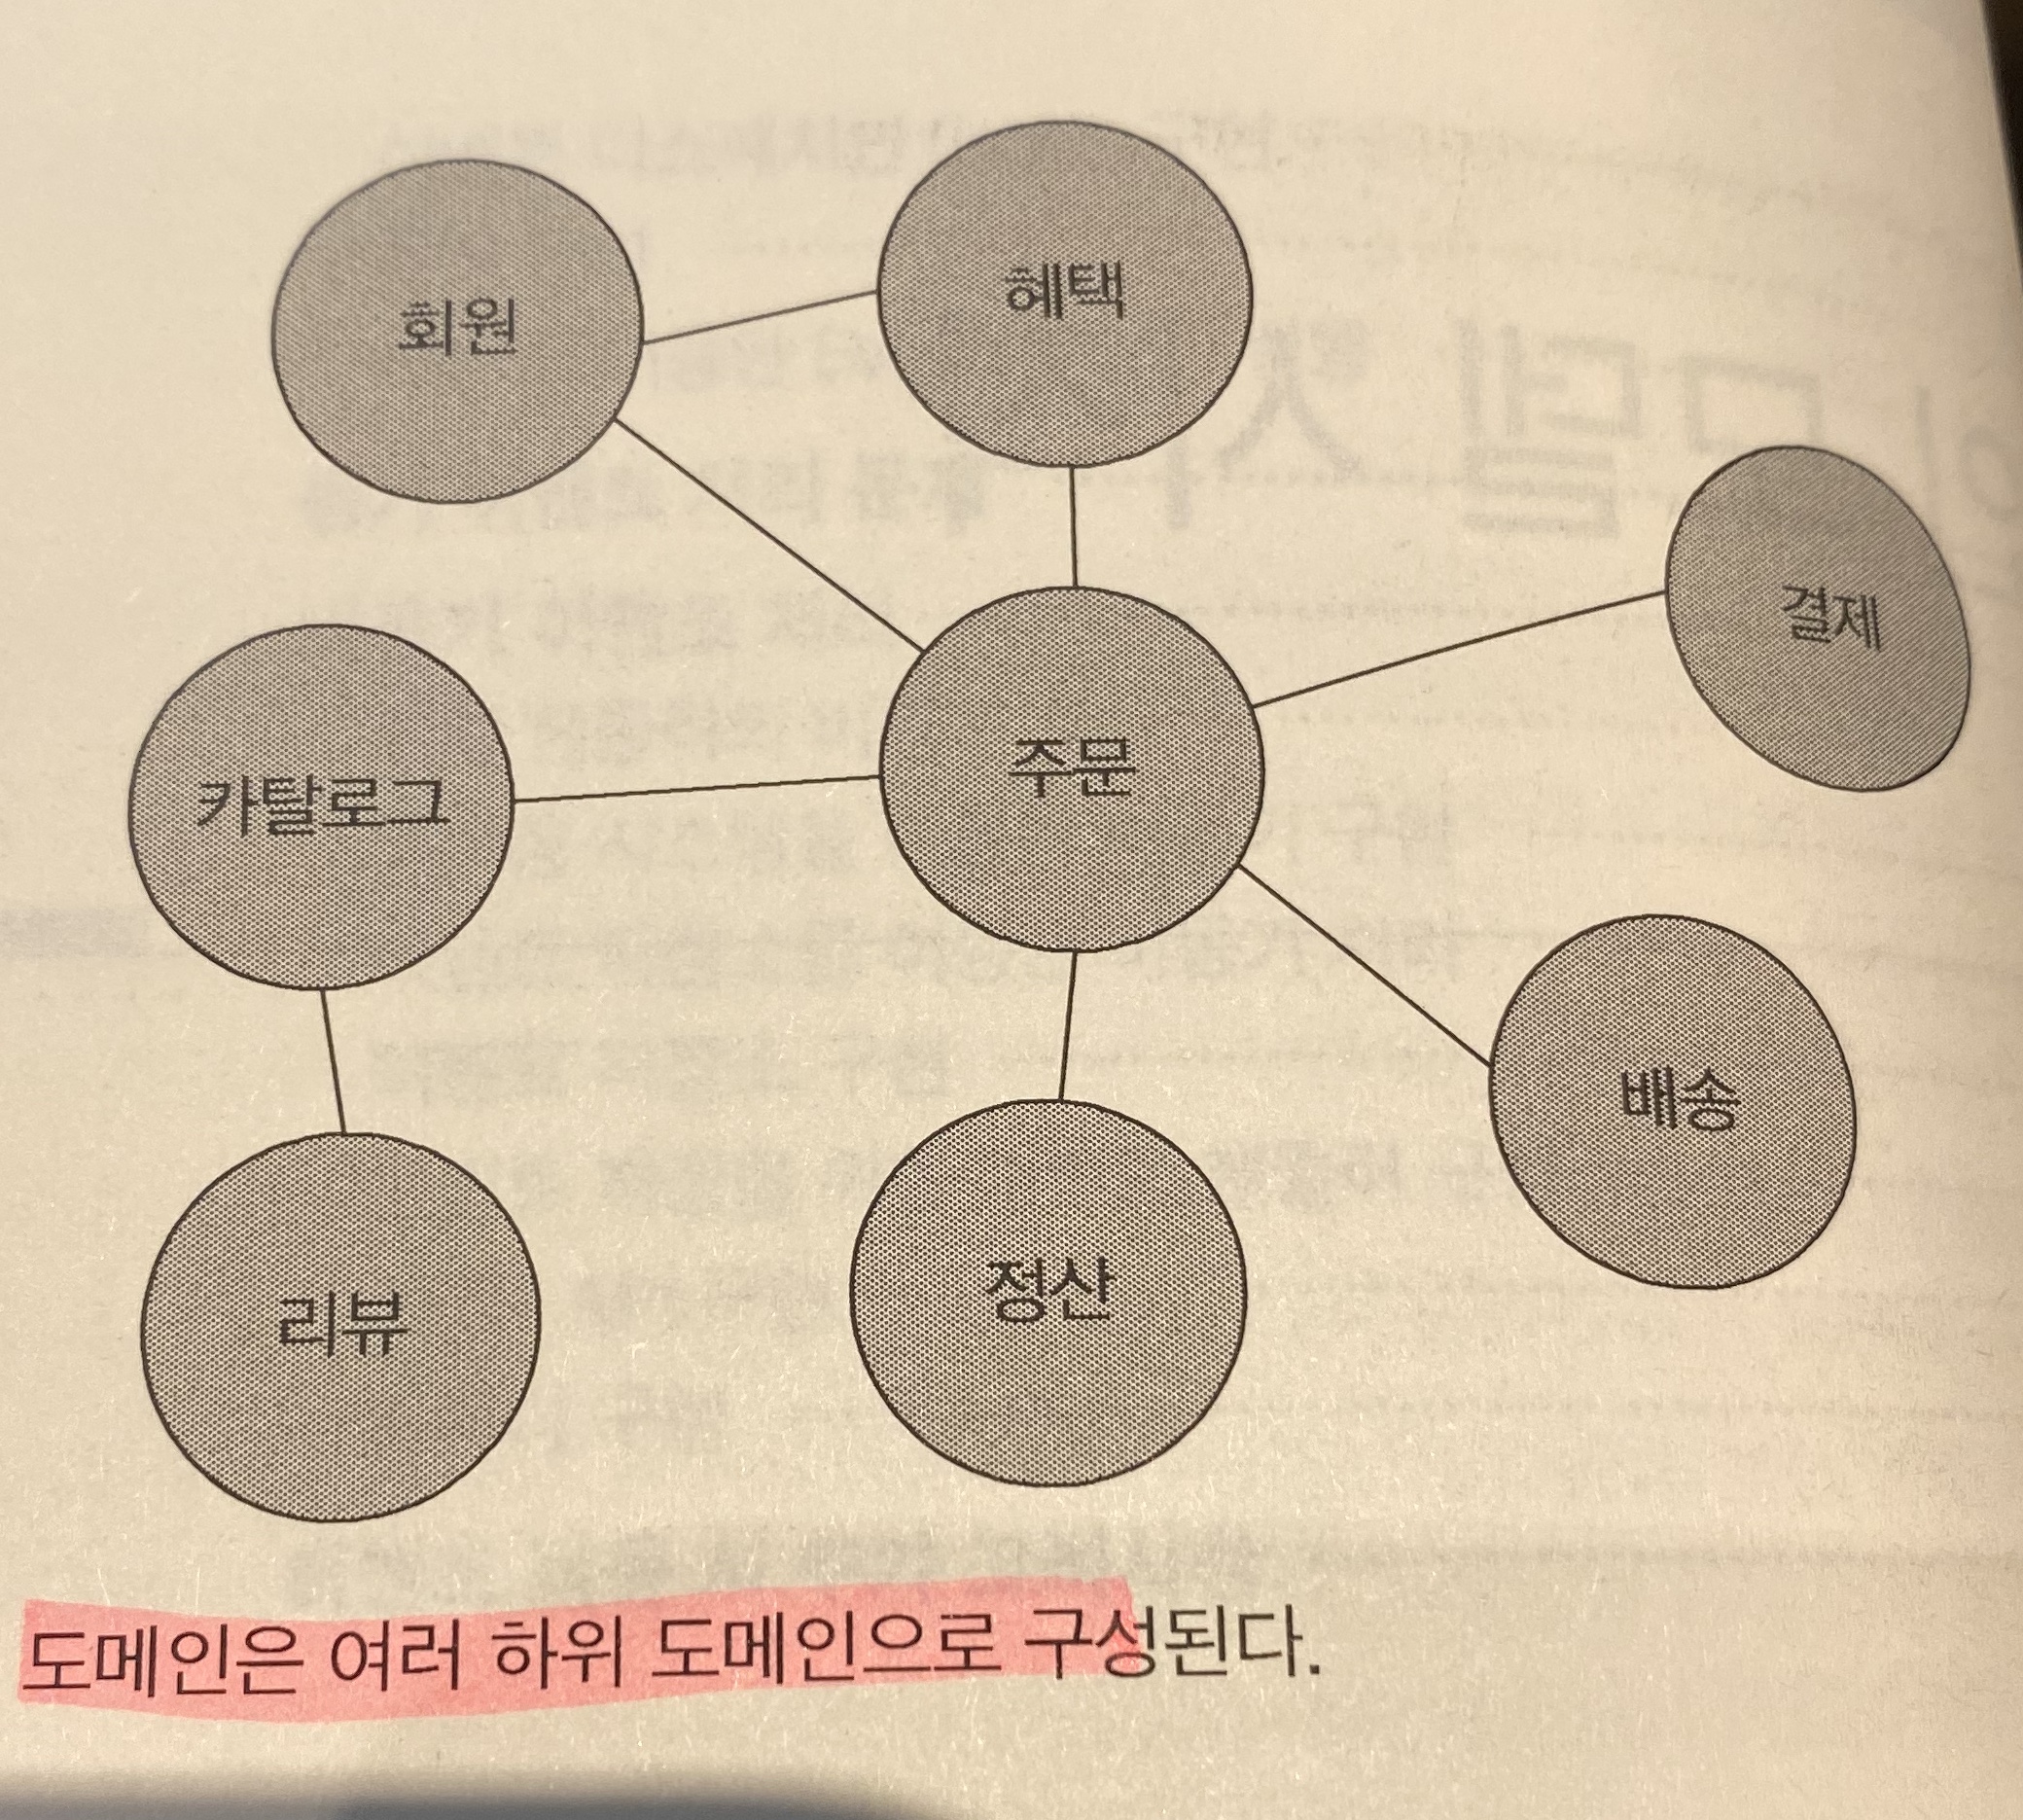 회원
혜택
결제
카탈로그
주문
배송
리뷰
정산
도메인은 여러 하위 도메인으로 구성된다.